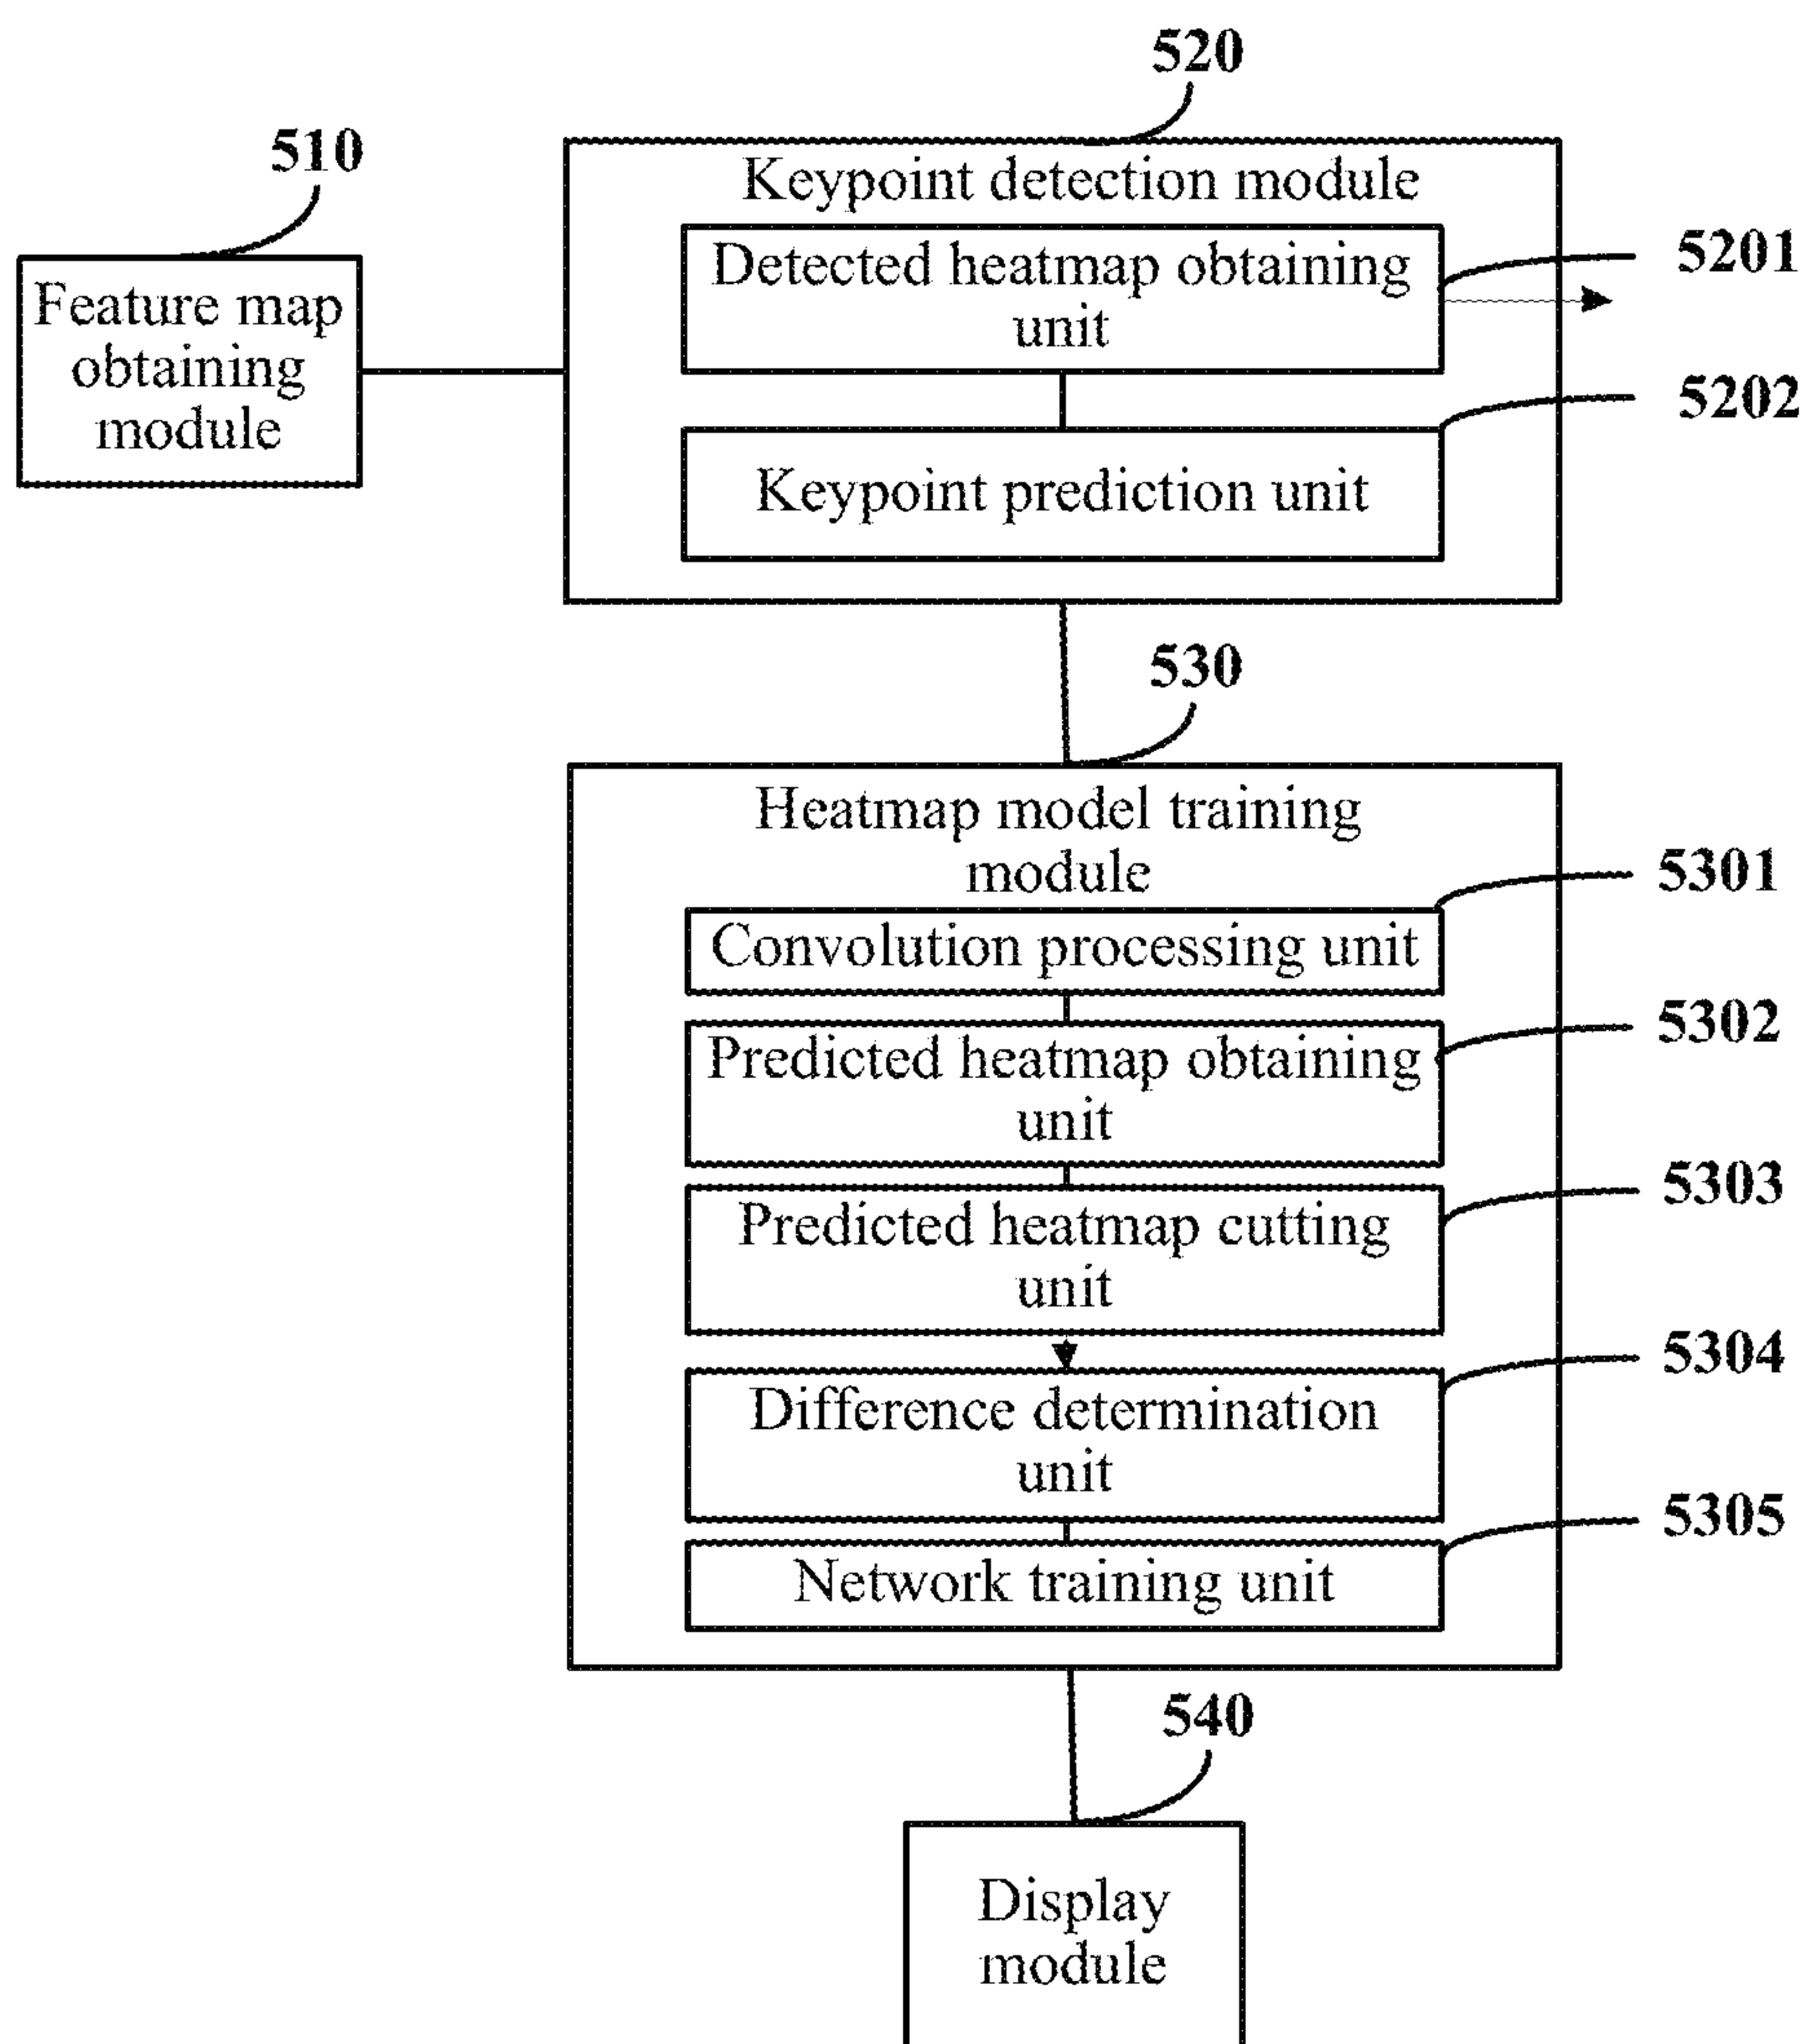 520
510
Keypoint detection module
5201
Detected heatmap obtaining
unit
Feature map
obtaining
module
5202
Keypoint prediction unit
530
Heatmap model training
module
5301
Convolution processing unit
5302
Predicted heatmap obtaining
unit
5303
Predicted heatmap cutting
unit
5304
Difference determination
unit
5305
Network training unit
540
Display
module